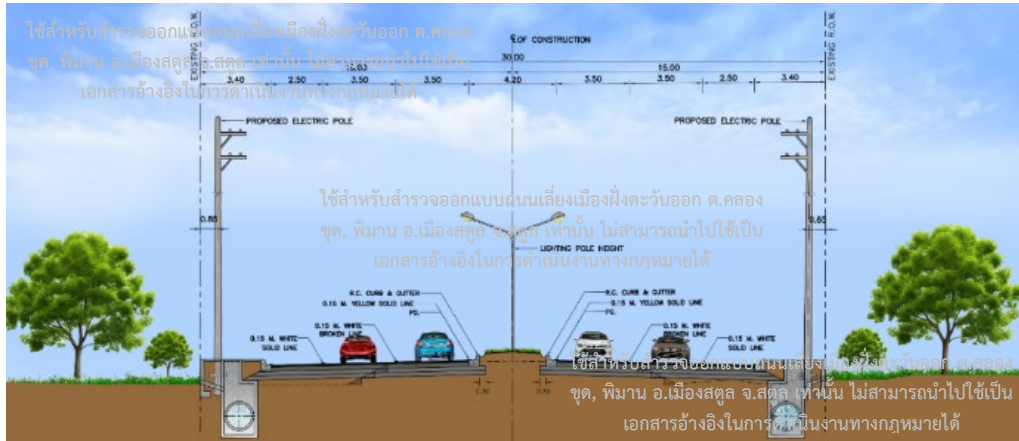 ใช้สำหรับสำรวจออกแบบถนนเลี่ยงเมืองฝั่งตะวันออก ต.คลอง
ขุด, พิมาน อ.เมืองสตูล จ.สตูล เท่านั้น ไม่สามารถนำไปใช้เป็น
เอกสารอ้างอิงในการดำเนินงานทางกฎหมายได้
EXISTING R.O.W.
℄ OF CONSTRUCTION
EXISTING R.O.W.
30.00
15.00
3.40 2.50 3.50 3.50 4.20 3.50 3.50 2.50 3.40
PROPOSED ELECTRIC POLE
PROPOSED ELECTRIC POLE
ใช้สำหรับสำรวจออกแบบถนนเลี่ยงเมืองฝั่งตะวันออก ต.คลอง
ขุด, พิมาน อ.เมืองสตูล จ.สตูล เท่านั้น ไม่สามารถนำไปใช้เป็น
เอกสารอ้างอิงในการดำเนินงานทางกฎหมายได้
LIGHTING POLE HEIGHT
R.C. CURB & GUTTER
0.15 M. YELLOW SOLID LINE
PG.
0.15 M. WHITE
BROKEN LINE
0.15 M. WHITE
SOLID LINE
R.C. CURB & GUTTER
0.15 M. YELLOW SOLID LINE
PG.
0.15 M. WHITE
BROKEN LINE
0.15 M. WHITE
SOLID LINE
ใช้สำหรับสำรวจออกแบบถนนเลี่ยงเมืองฝั่งตะวันออก ต.คลอง
ขุด, พิมาน อ.เมืองสตูล จ.สตูล เท่านั้น ไม่สามารถนำไปใช้เป็น
เอกสารอ้างอิงในการดำเนินงานทางกฎหมายได้